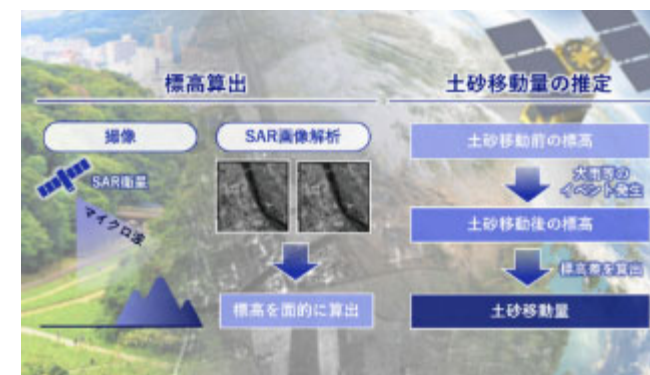 標高算出
撮像
SAR衛星
マイクロ波
SAR画像解析
標高を面的に算出
土砂移動量の推定
土砂移動前の標高
大雨等の
イベント発生
土砂移動後の標高
標高差を算出
土砂移動量